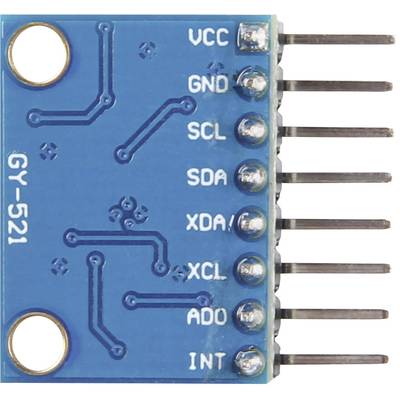 VCC
GND
SCL
SDA
XDA/
XCL
ADO
INT
GY-521